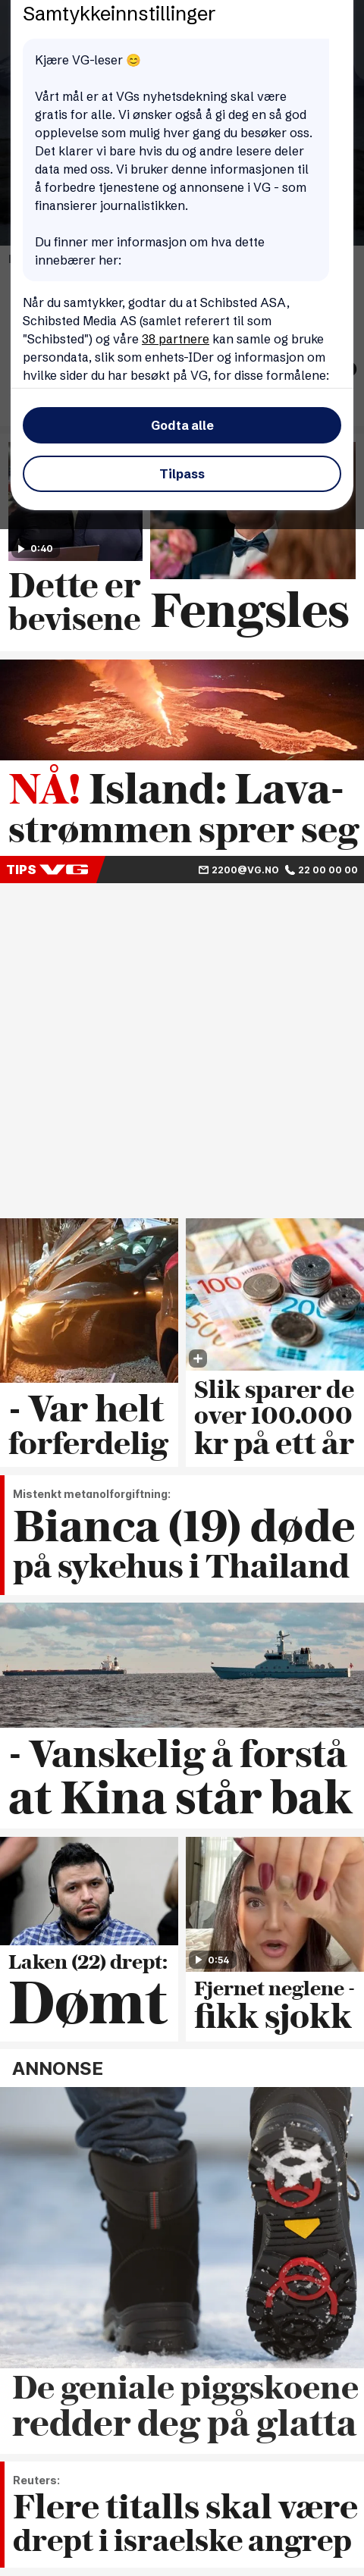 Samtykkeinnstillinger
Kjære VG-leser 😊
Vårt mål er at VGs nyhetsdekning skal være
gratis for alle. Vi ønsker også å gi deg en så god
opplevelse som mulig hver gang du besøker oss.
Det klarer vi bare hvis du og andre lesere deler
data med oss. Vi bruker denne informasjonen til
å forbedre tjenestene og annonsene i VG - som
finansierer journalistikken.
Du finner mer informasjon om hva dette
innebærer her:
Når du samtykker, godtar du at Schibsted ASA,
Schibsted Media AS (samlet referert til som
"Schibsted") og våre 38 partnere kan samle og bruke
persondata, slik som enhets-IDer og informasjon om
hvilke sider du har besøkt på VG, for disse formålene:
Godta alle
Tilpass
0:40
Dette er
bevisene
Fengsles
NÅ! Island: Lava-
strømmen sprer seg
TIPS VG
2200@VG.NO 22 00 00 00
- Var helt
forferdelig
Slik sparer de
over 100.000
kr på ett år
Mistenkt metanolforgiftning:
Bianca (19) døde
på sykehus i Thailand
- Vanskelig å forstå
at Kina står bak
Laken (22) drept:
Dømt
0:54
Fjernet neglene -
fikk sjokk
ANNONSE
De geniale piggskoene
redder deg på glatta
Reuters:
Flere titalls skal være
drept i israelske angrep